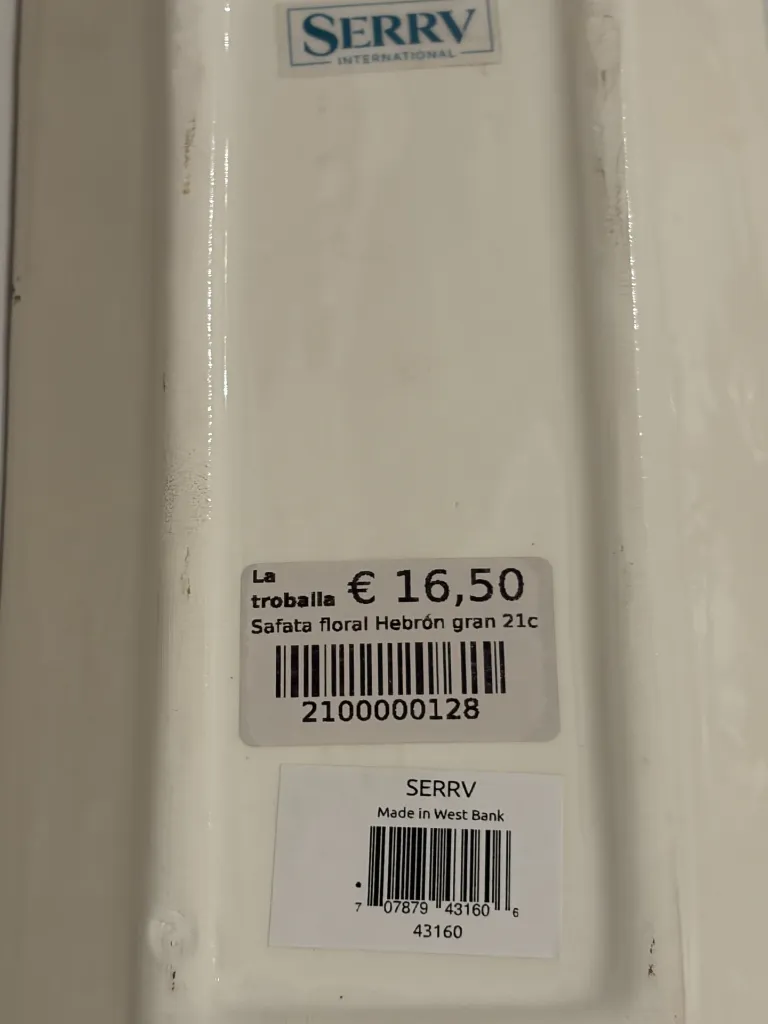 SERRV
INTERNATIONAL
La troballa € 16,50
Safata floral Hebrón gran 21c
2100000128
SERRV
Made in West Bank
7 07879 43160 6
43160